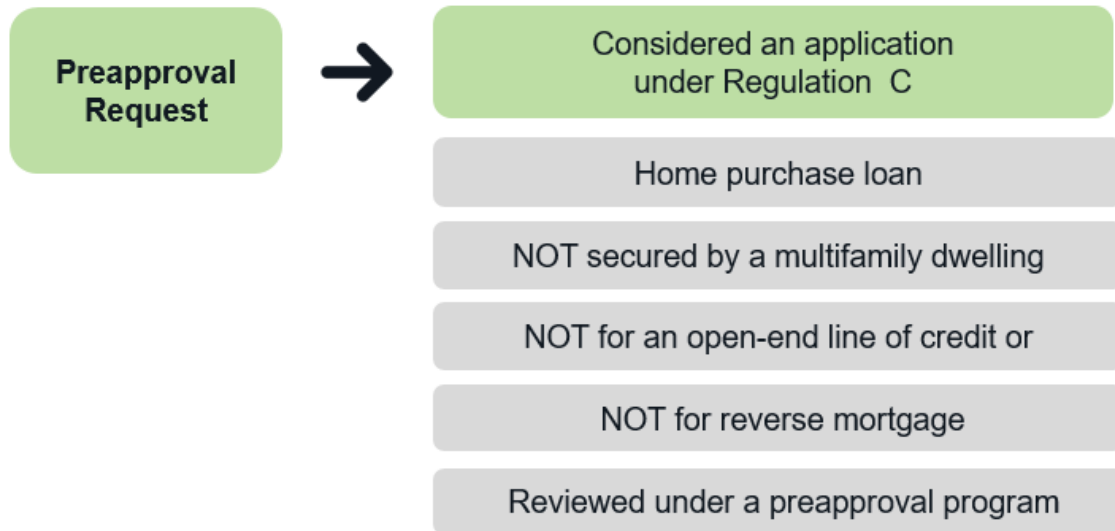 Preapproval
Request
Considered an application
under Regulation  C
Home purchase loan
NOT secured by a multifamily dwelling
NOT for an open-end line of credit or
NOT for reverse mortgage
Reviewed under a preapproval program